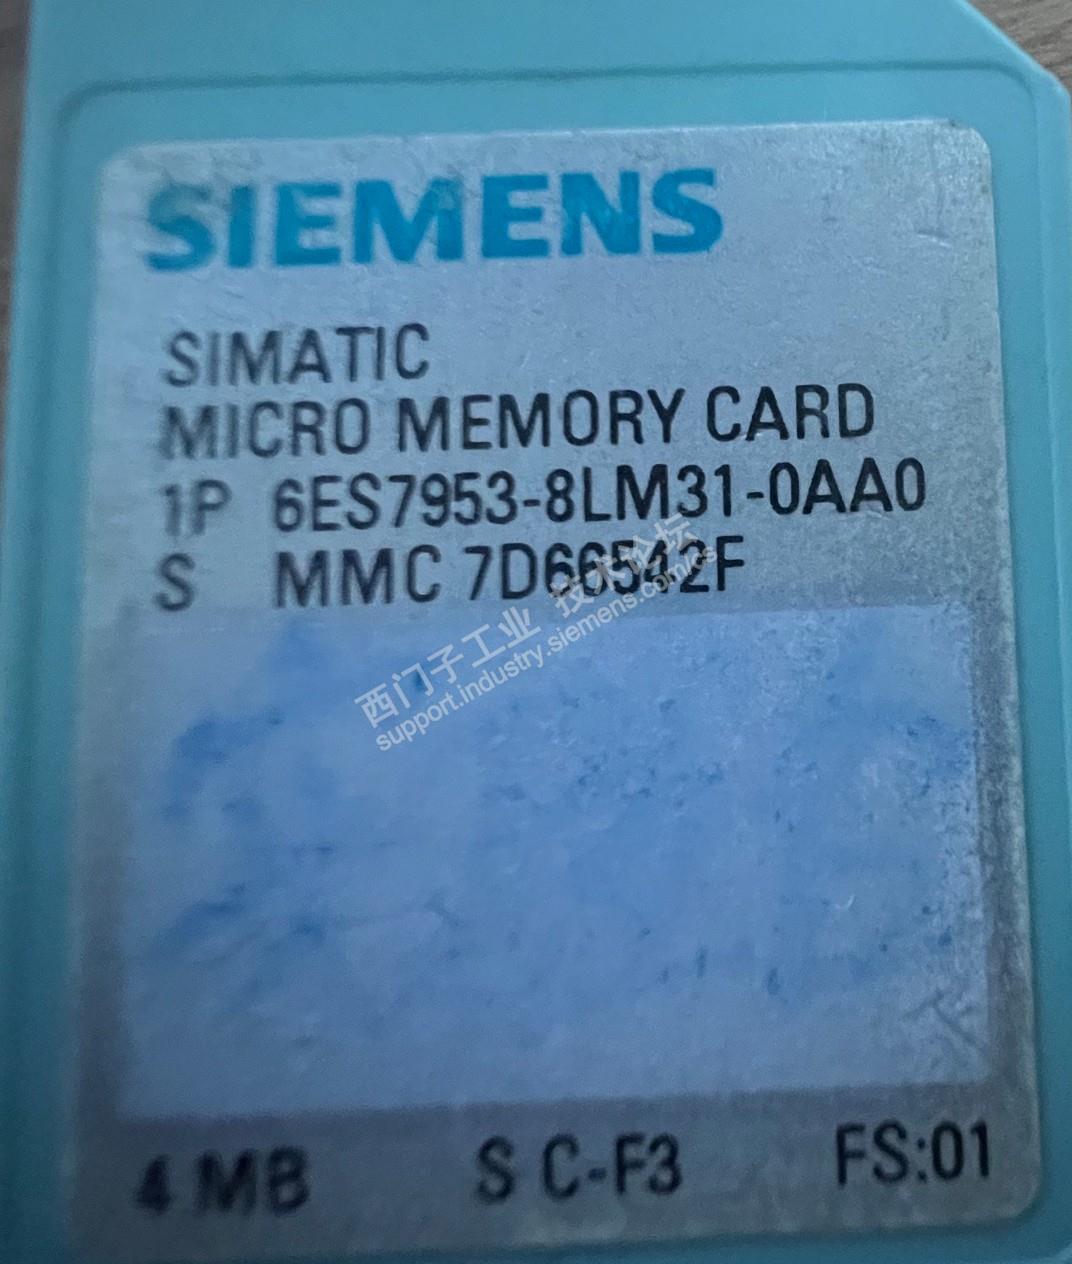 SIEMENS
SIMATIC
MICRO MEMORY CARD
1P 6ES7953-8LM31-0AA0
S MMC 7D66542F
西门子工业 技术论坛
support.industry.siemens.com/cs
4 MB S C-F3 FS:01